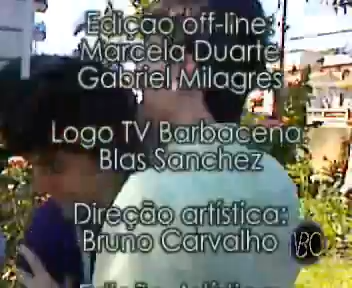 Edição off-line:
Marcela Duarte
Gabriel Milagres
Logo TV Barbacena:
Blas Sanchez
Direção artística:
Bruno Carvalho